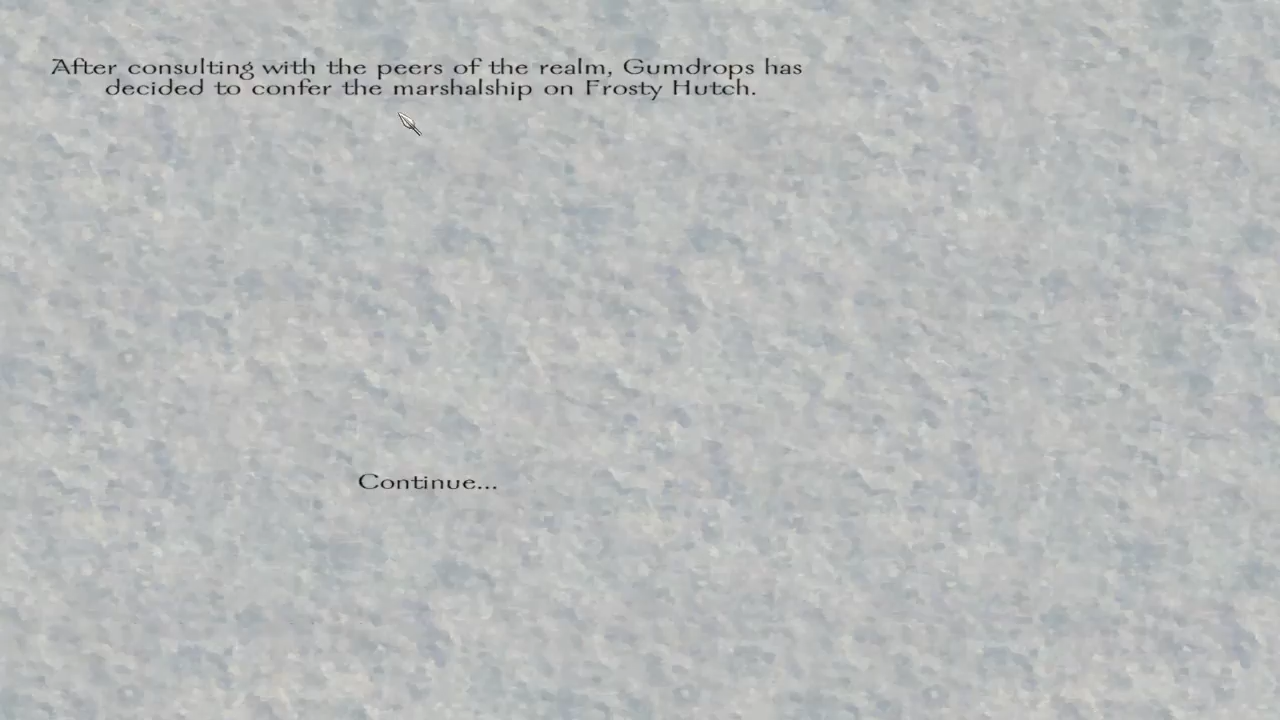 After consulting with the peers of the realm, Gumdrops has
decided to confer the marshalship on Frosty Hutch.
Continue...